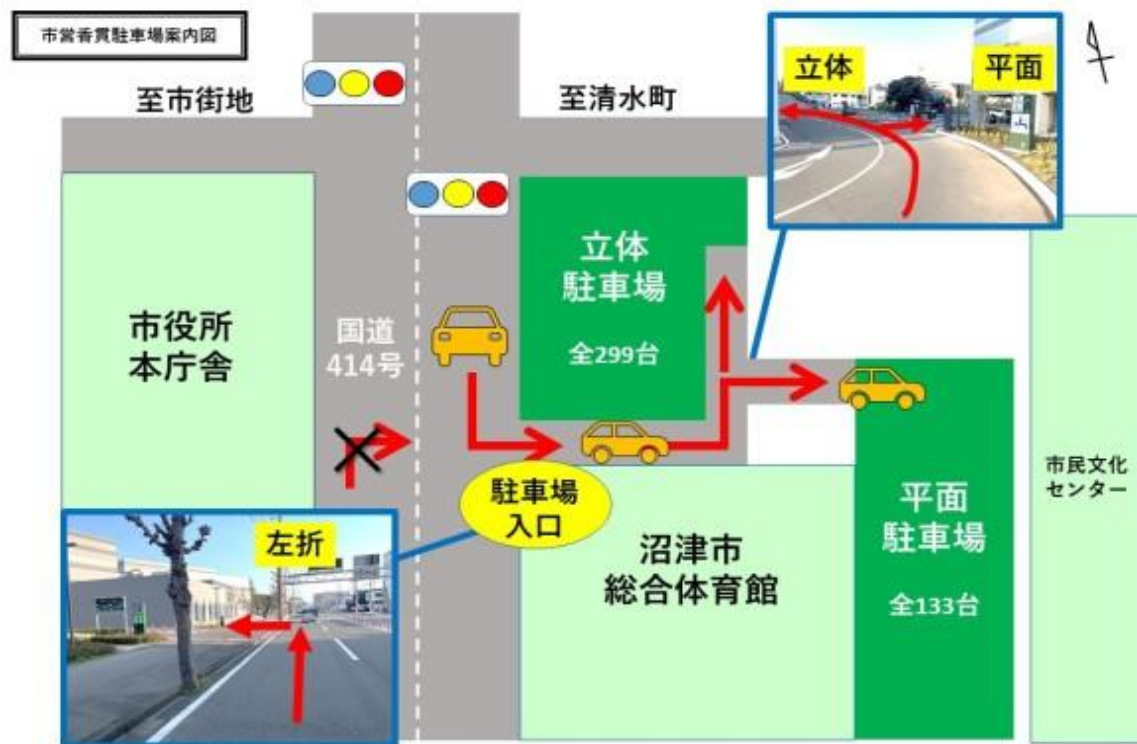 市営香貫駐車場案内図
至市街地
至清水町
立体
平面
立体
駐車場
全299台
市役所
本庁舎
国道
414号
駐車場
入口
左折
沼津市
総合体育館
平面
駐車場
全133台
市民文化
センター